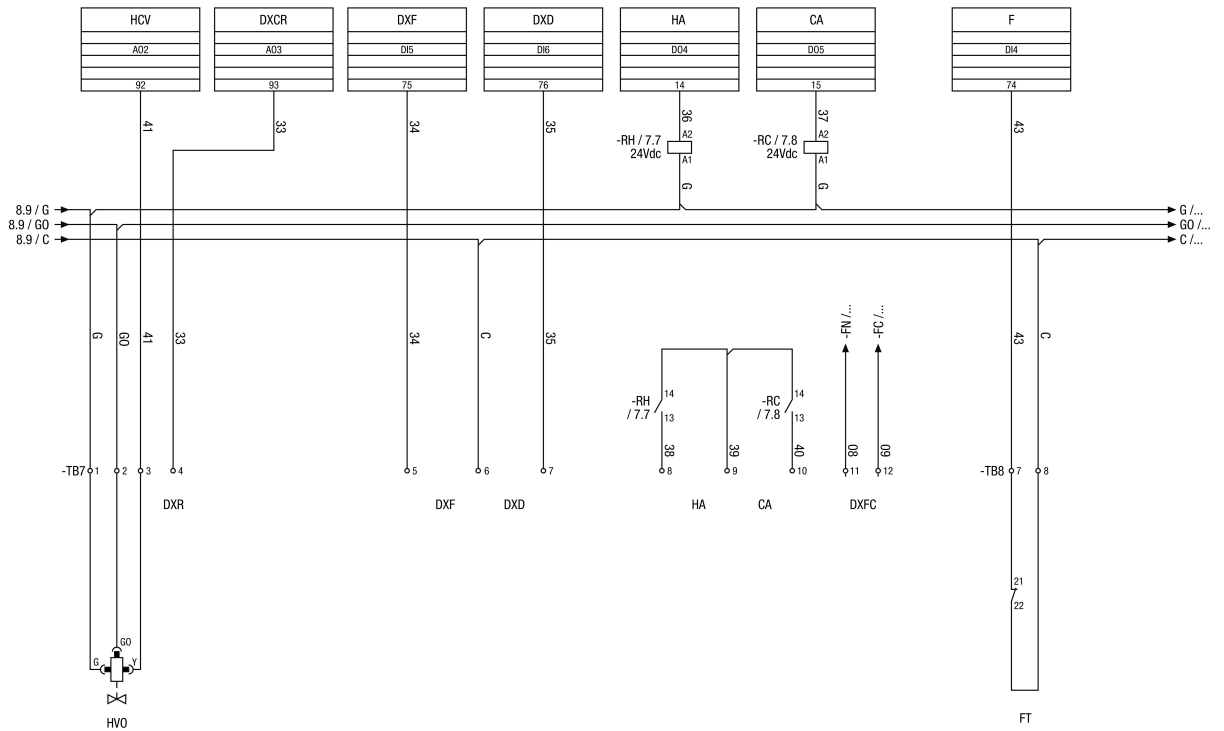 HCV DXCR DXF DXD HA CA F
AO2 AO3 DI5 DI6 DO4 DO5 DI4
92 93 75 76 14 15 74
41 33 34 35 36 37 43
-RH / 7.7 A2 -RC / 7.8 A2
24Vdc A1 24Vdc A1
G G
8.9 / G G /...
8.9 / GO GO /...
8.9 / C C /...
-FN /... -FC /...
G GO 41 33 34 C 35 43 C
-RH 14 -RC 14
/ 7.7 13 / 7.8 13
38 39 40 08 09
-TB7 1 2 3 4 5 6 7 8 9 10 11 12 -TB8 7 8
DXR DXF DXD HA CA DXFC
21
22
GO
G Y
HVO FT